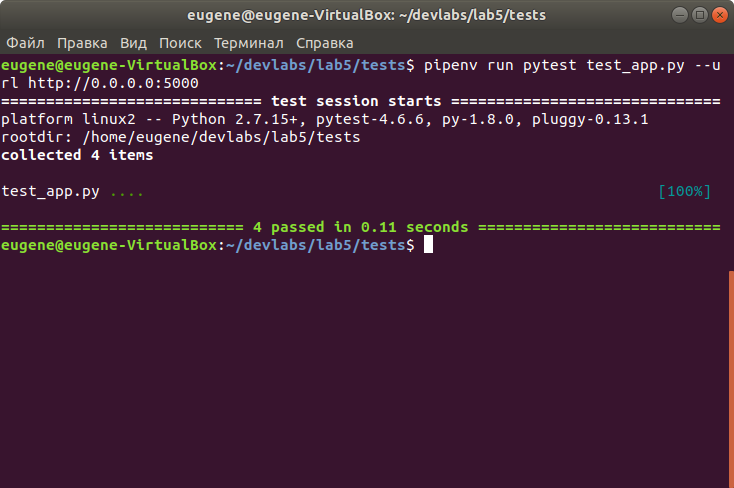 eugene@eugene-VirtualBox: ~/devlabs/lab5/tests
Файл Правка Вид Поиск Терминал Справка
eugene@eugene-VirtualBox:~/devlabs/lab5/tests$ pipenv run pytest test_app.py --u
rl http://0.0.0.0:5000
============================= test session starts ==============================
platform linux2 -- Python 2.7.15+, pytest-4.6.6, py-1.8.0, pluggy-0.13.1
rootdir: /home/eugene/devlabs/lab5/tests
collected 4 items
test_app.py .... [100%]
=========================== 4 passed in 0.11 seconds ===========================
eugene@eugene-VirtualBox:~/devlabs/lab5/tests$